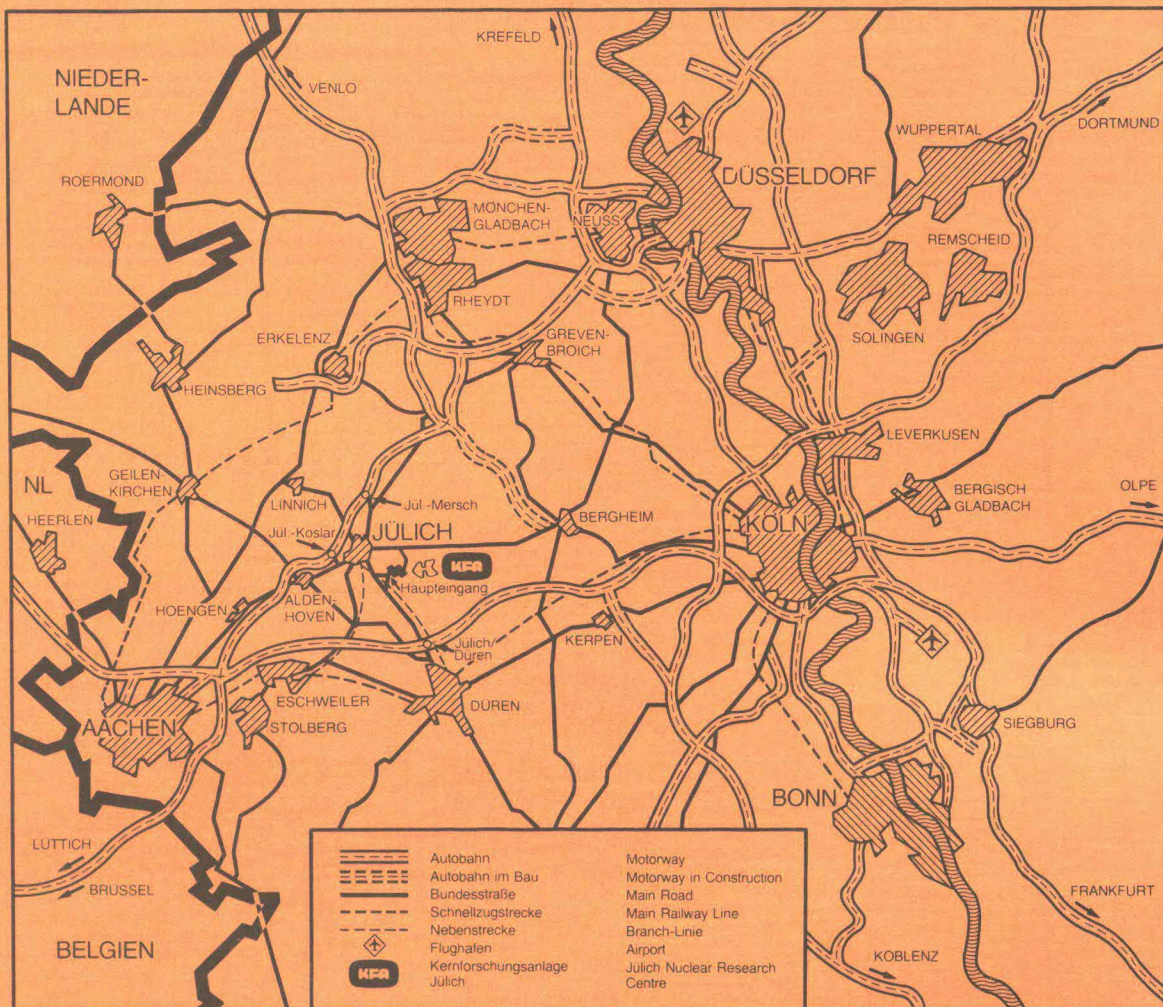 KREFELD
NIEDER-
LANDE
VENLO
DORTMUND
WUPPERTAL
ROERMOND
DÜSSELDORF
MÖNCHEN-
GLADBACH
NEUSS
REMSCHEID
RHEYDT
SOLINGEN
ERKELENZ
GREVEN-
BROICH
HEINSBERG
LEVERKUSEN
GEILEN-
KIRCHEN
NL
LINNICH
Jül.-Mersch
BERGHEIM
BERGISCH
GLADBACH
OLPE
HEERLEN
Jül.-Koslar
JÜLICH
KÖLN
KFA
Haupteingang
HOENGEN
ALDEN-
HOVEN
KERPEN
Jülich/
Düren
AACHEN
ESCHWEILER
STOLBERG
DÜREN
SIEGBURG
BONN
LÜTTICH
BRÜSSEL
FRANKFURT
BELGIEN
KOBLENZ
Autobahn Motorway
Autobahn im Bau Motorway in Construction
Bundesstraße Main Road
Schnellzugstrecke Main Railway Line
Nebenstrecke Branch-Linie
Flughafen Airport
KFA Kernforschungsanlage Jülich Nuclear Research
Jülich Centre